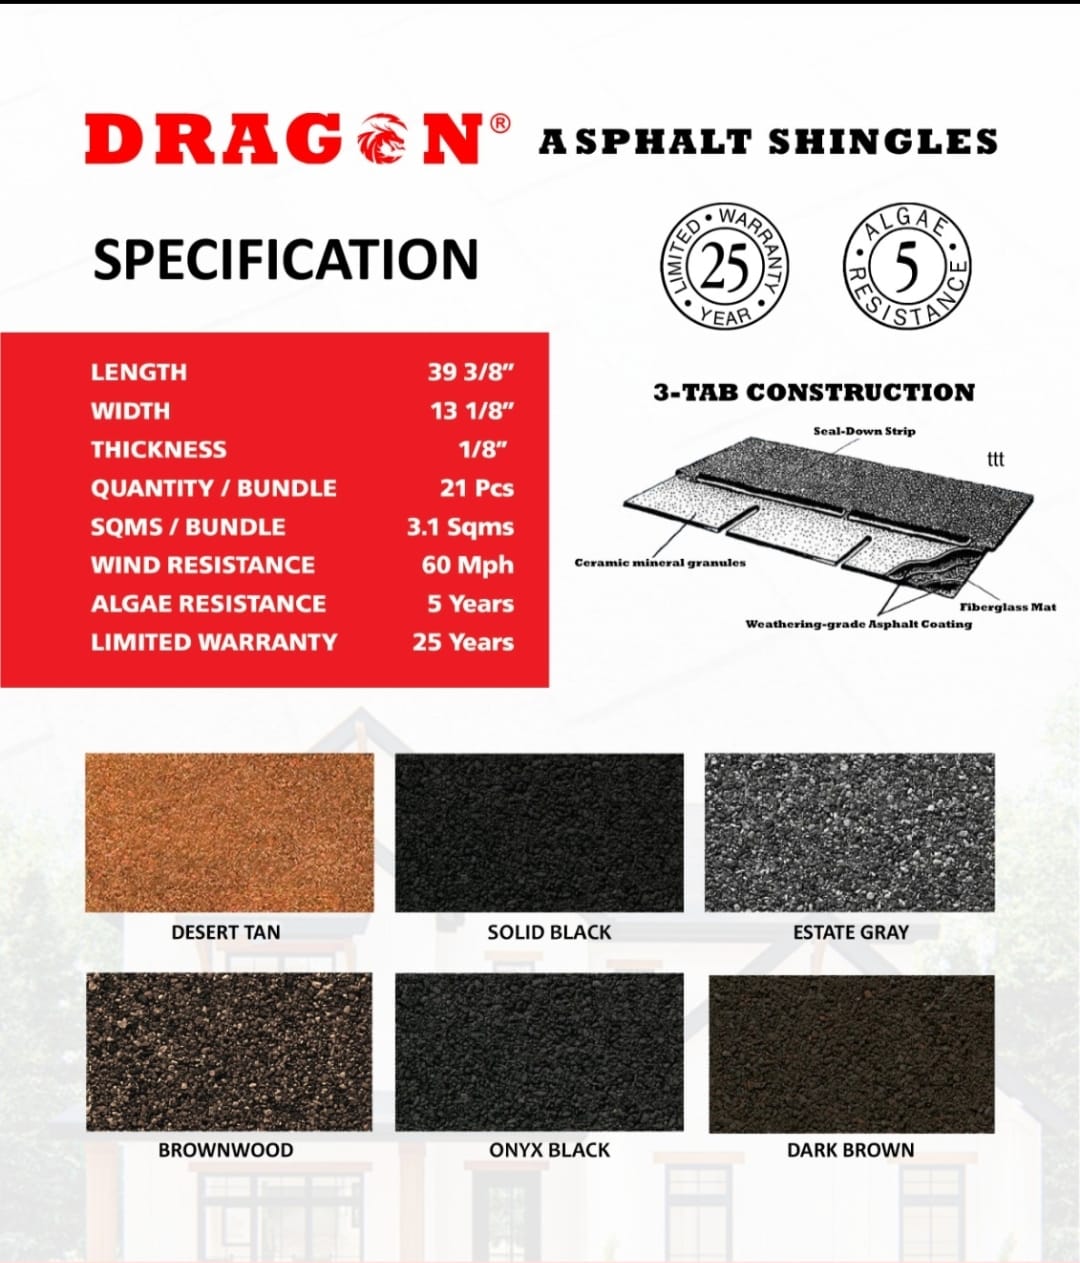 DRAGON® ASPHALT SHINGLES
SPECIFICATION
LIMITED • WARRANTY • YEAR •
25
ALGAE • RESISTANCE •
5
LENGTH 39 3/8”
WIDTH 13 1/8”
THICKNESS 1/8”
QUANTITY / BUNDLE 21 Pcs
SQMS / BUNDLE 3.1 Sqms
WIND RESISTANCE 60 Mph
ALGAE RESISTANCE 5 Years
LIMITED WARRANTY 25 Years
3-TAB CONSTRUCTION
Seal-Down Strip
ttt
Ceramic mineral granules
Fiberglass Mat
Weathering-grade Asphalt Coating
DESERT TAN
SOLID BLACK
ESTATE GRAY
BROWNWOOD
ONYX BLACK
DARK BROWN